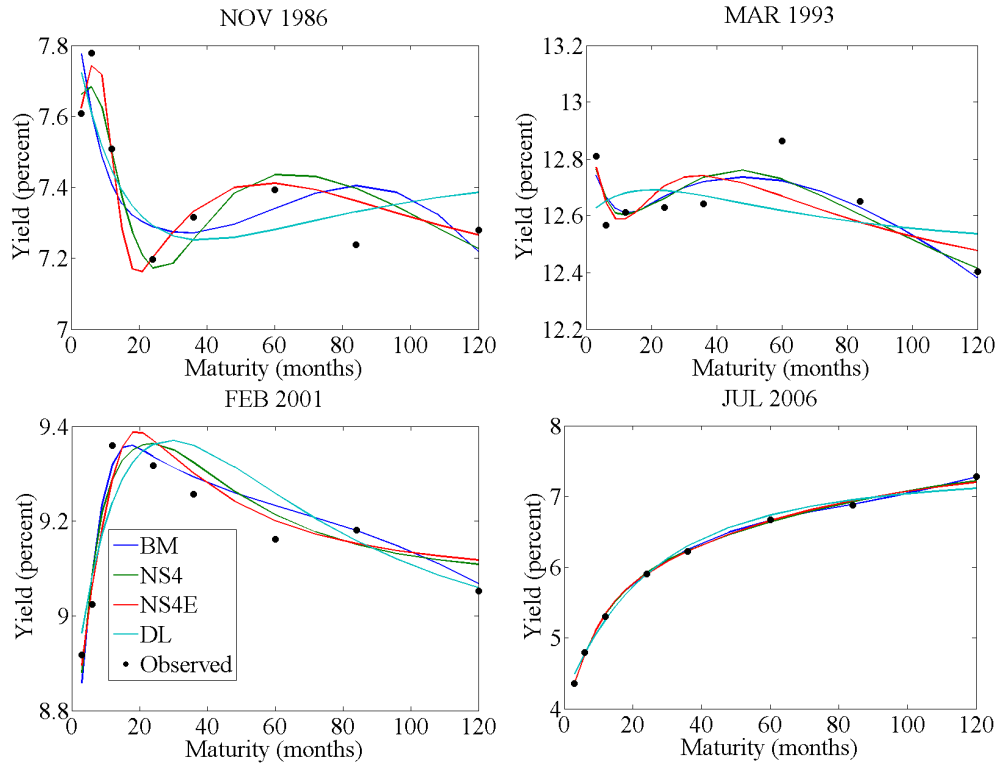 NOV 1986
7.8
7.6
7.4
7.2
7
Yield (percent)
0 20 40 60 80 100 120
Maturity (months)
MAR 1993
13.2
13
12.8
12.6
12.4
12.2
Yield (percent)
0 20 40 60 80 100 120
Maturity (months)
FEB 2001
9.4
9.2
9
8.8
Yield (percent)
BM
NS4
NS4E
DL
Observed
0 20 40 60 80 100 120
Maturity (months)
JUL 2006
8
7
6
5
4
Yield (percent)
0 20 40 60 80 100 120
Maturity (months)